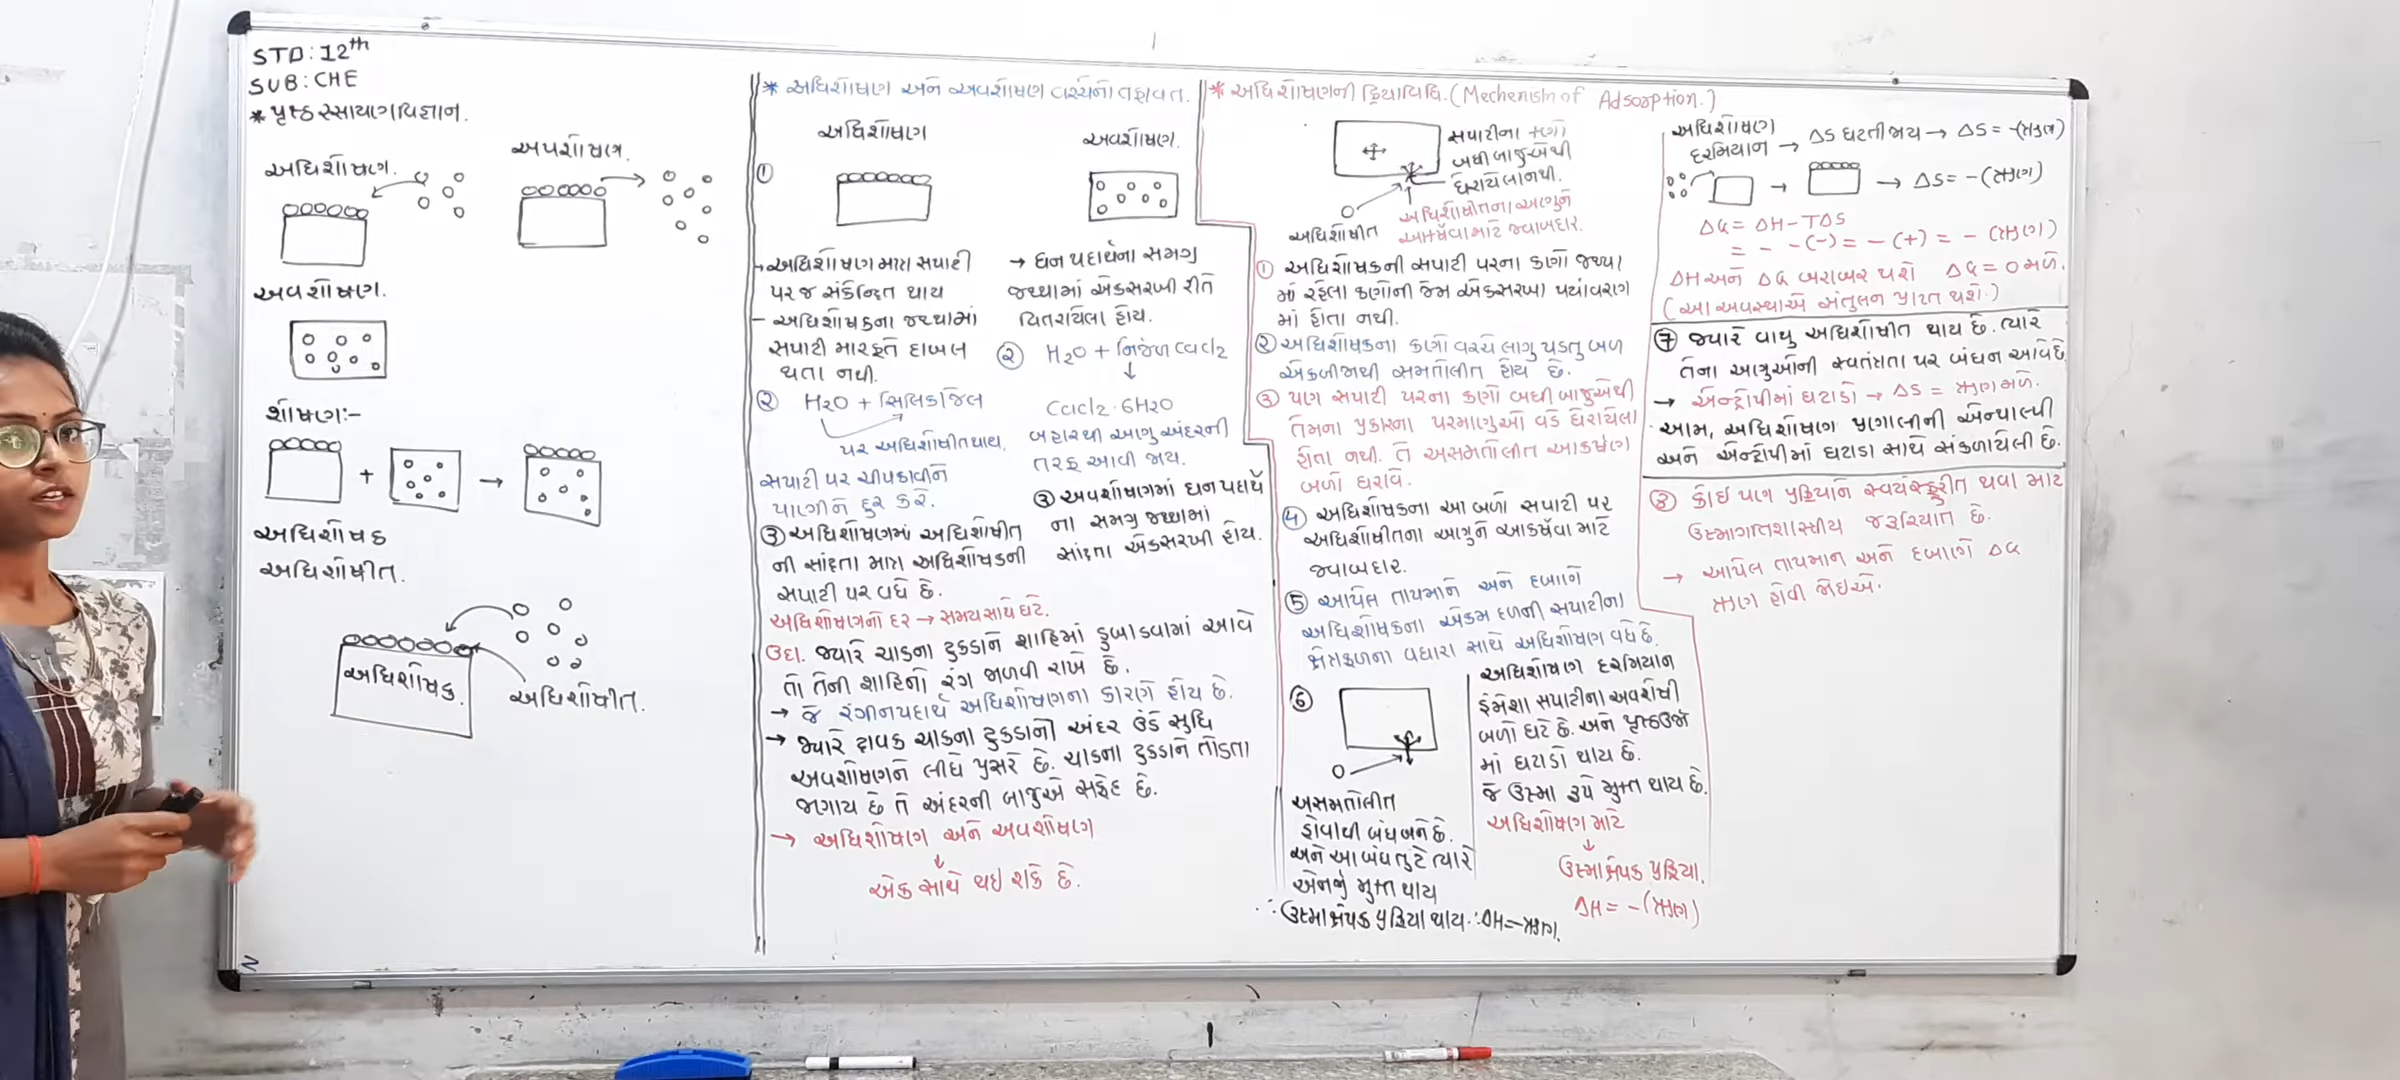 STD:12th
SUB:CHE
* પૃષ્ઠ રસાયાણવિજ્ઞાન.
અધિશોષણ.
અપશોષણ.
અવશોષણ.
શોષણ:-
+
→
અધિશોષક
અધિશોષીત.
અધિશોષક.
અધિશોષીત.
* અધિશોષણ અને અવશોષણ વચ્ચેનો તફાવત.
અધિશોષણ
અવશોષણ.
①
→ અધિશોષણ માત્ર સપાટી
પર જ સંકેન્દ્રિત થાય
- અધિશોષકના જથ્થામાં
સપાટી મારફતે દાખલ
થતા નથી.
② H₂O + સિલિકાજેલ
પર અધિશોષીત થાય.
સપાટી પર ચીપકાવીને
પાણીને દુર કરે.
③ અધિશોષણમાં અધિશોષીત
ની સાંદ્રતા માત્ર અધિશોષકની
સપાટી પર વધે છે.
→ ઘન પદાર્થના સમગ્ર
જથ્થામાં એકસરખી રીતે
વિતરાયેલા હોય.
② H₂O + નિર્જળ CaCl2
↓
CaCl2·6H2O
બહારથી આણુ અંદરની
તરફ આવી જાય.
③ અવશોષણમાં ઘન પદાર્થ
ના સમગ્ર જથ્થામાં
સાંદ્રતા એકસરખી હોય.
અધિશોષણનો દર → સમય સાથે ઘટે.
ઉદા. જ્યારે ચાકના ટુકડાને શાહિમાં ડુબાડવામાં આવે
તો તેની શાહિનો રંગ જાળવી રાખે છે.
→ જે રંગીનપદાર્થ અધિશોષણના કારણે હોય છે.
→ જ્યારે દ્રાવક ચાકના ટુકડાની અંદર ઉંડે સુધિ
અવશોષણને લીધે પ્રસરે છે. ચાકના ટુકડાને તોડતા
જણાય છે તે અંદરની બાજુએ સફેદ છે.
→ અધિશોષણ અને અવશોષણ
↓
એક સાથે થઇ શકે છે.
* અધિશોષણની ક્રિયાવિધિ. (Mechenism of Adsorption.)
સપાટીના કણો
બધી બાજુએથી
ઘેરાયેલા નથી.
અધિશોષીતના અણુને
આકર્ષવા માટે જવાબદાર.
અધિશોષીત
① અધિશોષકની સપાટી પરના કણો જથ્થા
માં રહેલા કણોની જેમ એકસરખા પર્યાવરણ
માં હોતા નથી.
② અધિશોષકના કણો વચ્ચે લાગુ પડતુ બળ
એકબીજાથી સમતોલીત હોય છે.
③ પણ સપાટી પરના કણો બધી બાજુએથી
તેમના પ્રકારના પરમાણુઓ વડે ઘેરાયેલા
હોતા નથી. તે અસમતોલીત આકર્ષણ
બળો ધરાવે.
④ અધિશોષકના આ બળો સપાટી પર
અધિશોષીતના આણુને આકર્ષવા માટે
જવાબદાર.
⑤ આપેલ તાપમાને અને દબાણે
અધિશોષકના એકમ દળની સપાટીના
ક્ષેત્રફળના વધારા સાથે અધિશોષણ વધે છે.
⑥
અસમતોલીત
હોવાથી બંધ બને છે.
અને આ બંધ તુટે ત્યારે
એનર્જી મુક્ત થાય
∴ ઉષ્માક્ષેપક પ્રક્રિયા થાય ∴ ΔH=-ઋણ.
અધિશોષણ દરમિયાન
હંમેશા સપાટીના અવશેષી
બળો ઘટે છે. અને પૃષ્ઠઉર્જા
માં ઘટાડો થાય છે.
જે ઉષ્મા રૂપે મુક્ત થાય છે.
અધિશોષણ માટે
↓
ઉષ્માક્ષેપક પ્રક્રિયા.
ΔH = -(ઋણ)
અધિશોષણ
દરમિયાન → ΔS ઘટતી જાય → ΔS = -(ઋણ)
→ → ΔS = -(ઋણ)
ΔG = ΔH - TΔS
= - -(-) = -(+) = - (ઋણ)
ΔH અને ΔG બરાબર થશે ΔG = 0 મળે.
(આ અવસ્થાએ સંતુલન પ્રાપ્ત થશે.)
⑦ જ્યારે વાયુ અધિશોષીત થાય છે. ત્યારે
તેના આણુઓની સ્વતંત્રતા પર બંધન આવે છે
→ એન્ટ્રોપીમાં ઘટાડો → ΔS = ઋણ મળે.
આમ, અધિશોષણ પ્રણાલીની એન્થાલ્પી
અને એન્ટ્રોપીમાં ઘટાડા સાથે સંકળાયેલી છે.
⑧ કોઈ પણ પ્રક્રિયાને સ્વયંસ્ફુરીત થવા માટે
ઉષ્માગતિશાસ્ત્રીય જરૂરિયાત છે.
→ આપેલ તાપમાન અને દબાણે ΔG
ઋણ હોવી જોઇએ.